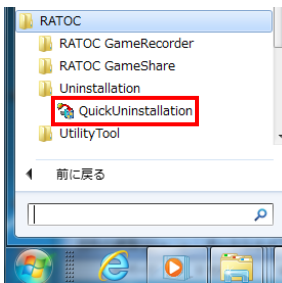 RATOC
RATOC GameRecorder
RATOC GameShare
Uninstallation
QuickUninstallation
UtilityTool
前に戻る